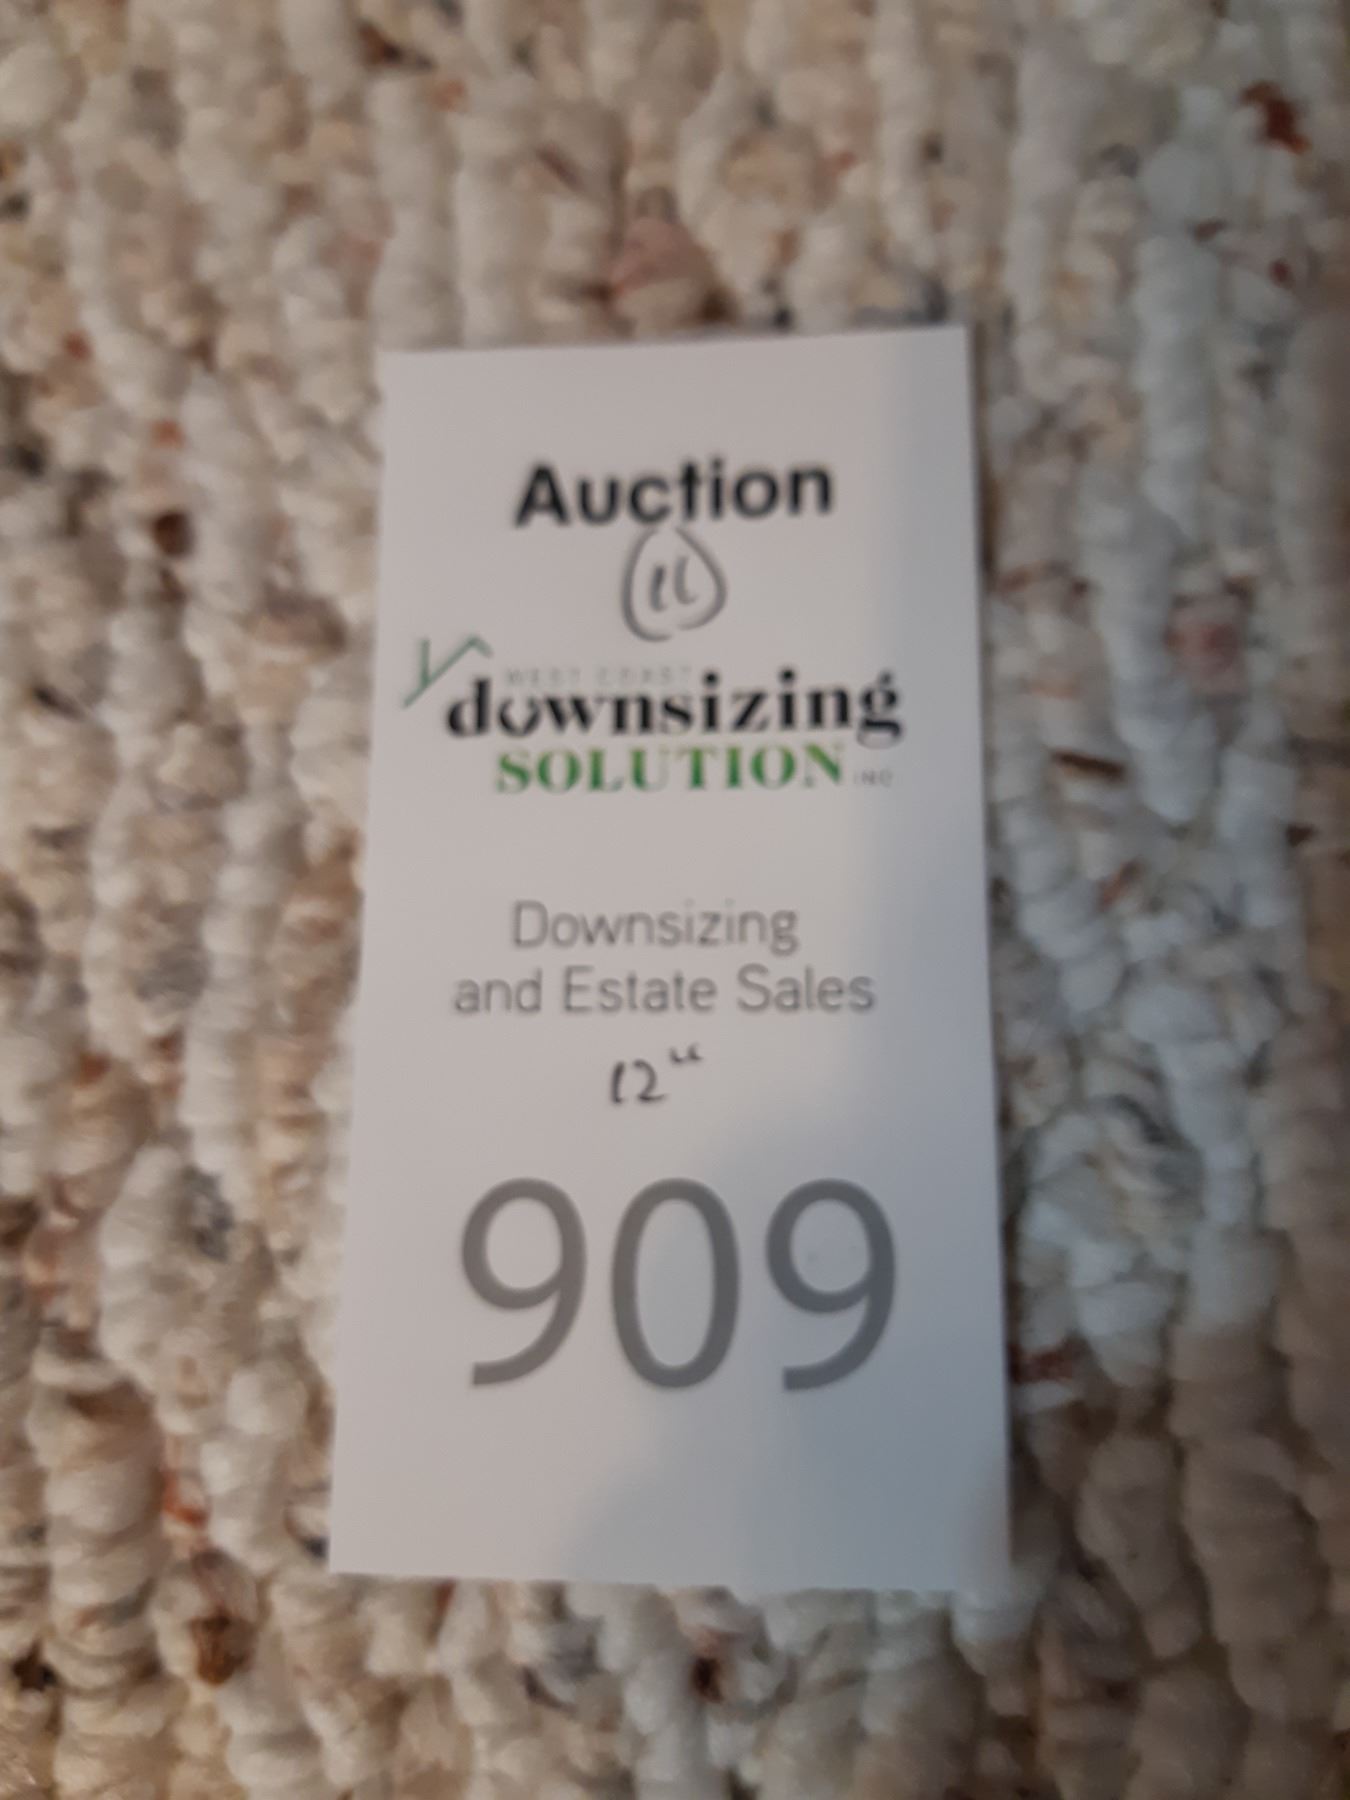 Auction
11
WEST COAST
downsizing
SOLUTION INC
Downsizing
and Estate Sales
12"
909